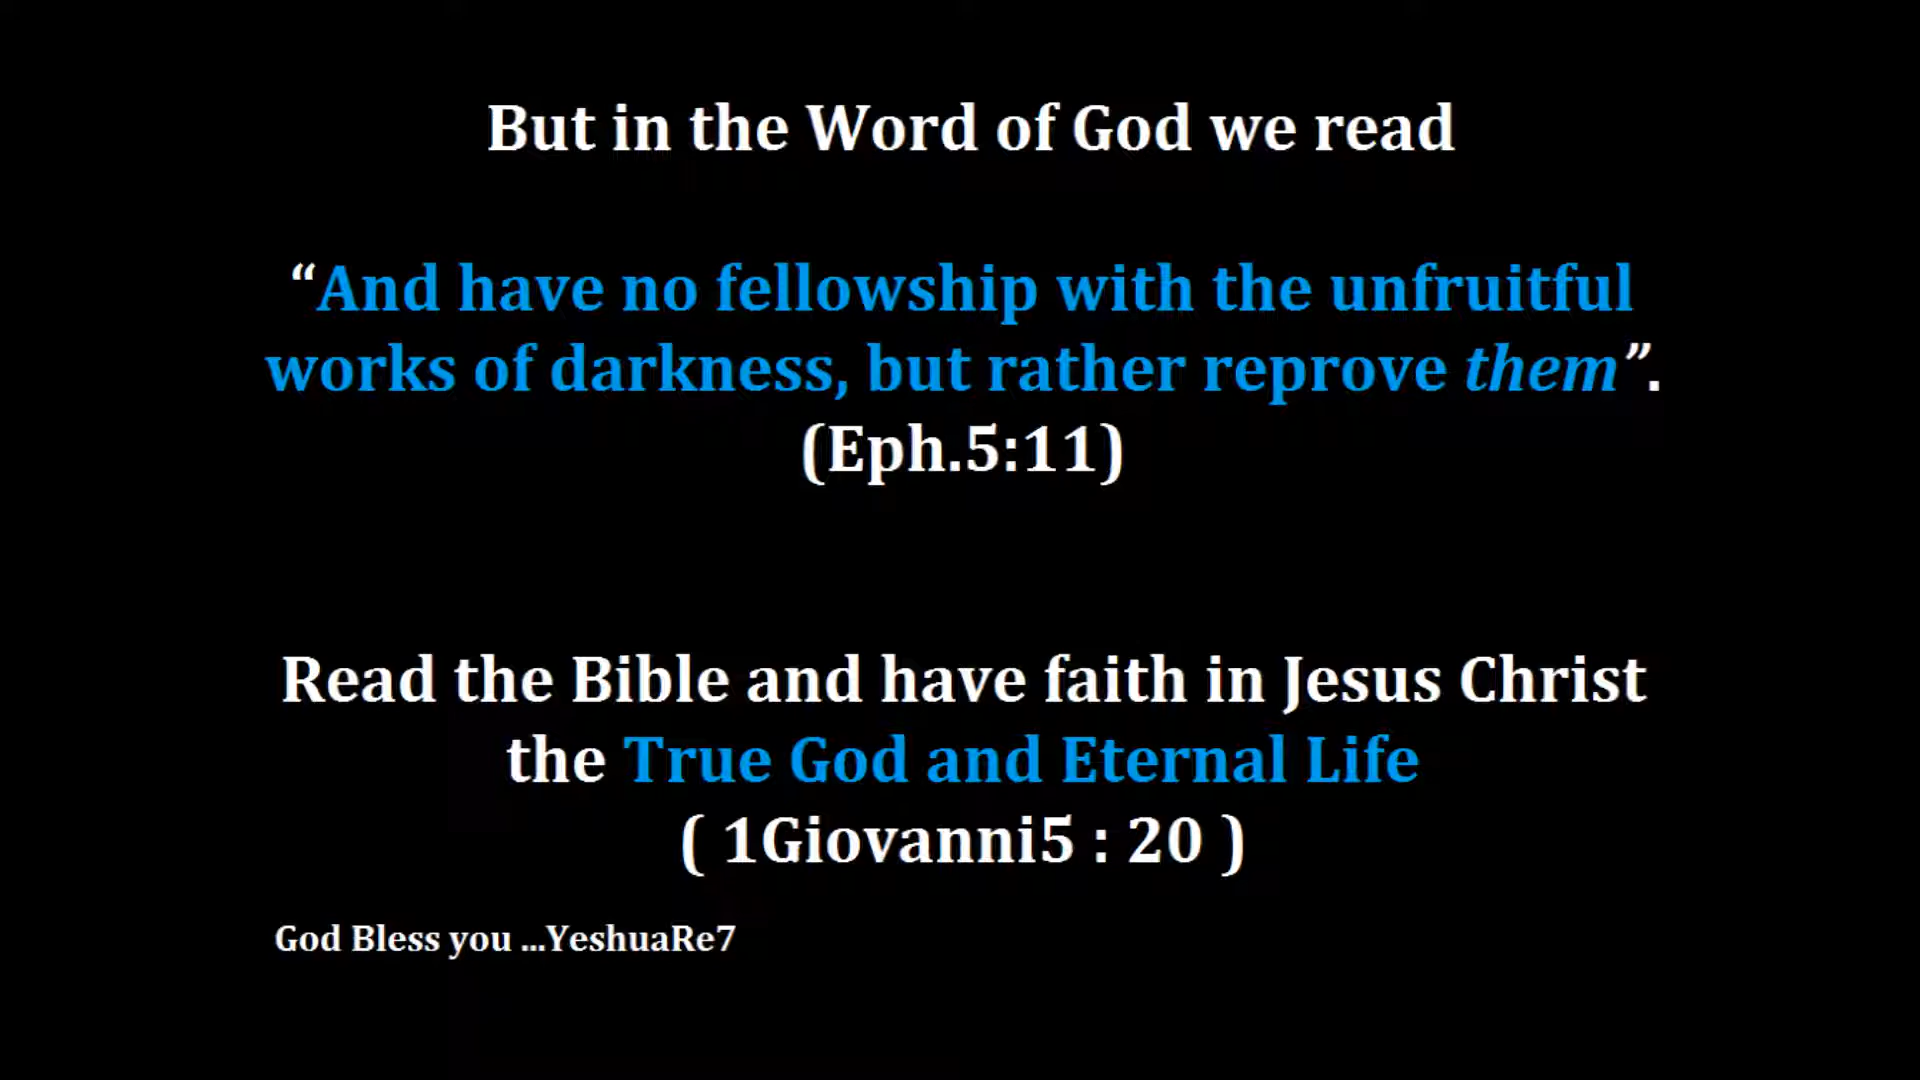 But in the Word of God we read
“And have no fellowship with the unfruitful
works of darkness, but rather reprove them”.
(Eph.5:11)
Read the Bible and have faith in Jesus Christ
the True God and Eternal Life
( 1Giovanni5 : 20 )
God Bless you ...YeshuaRe7